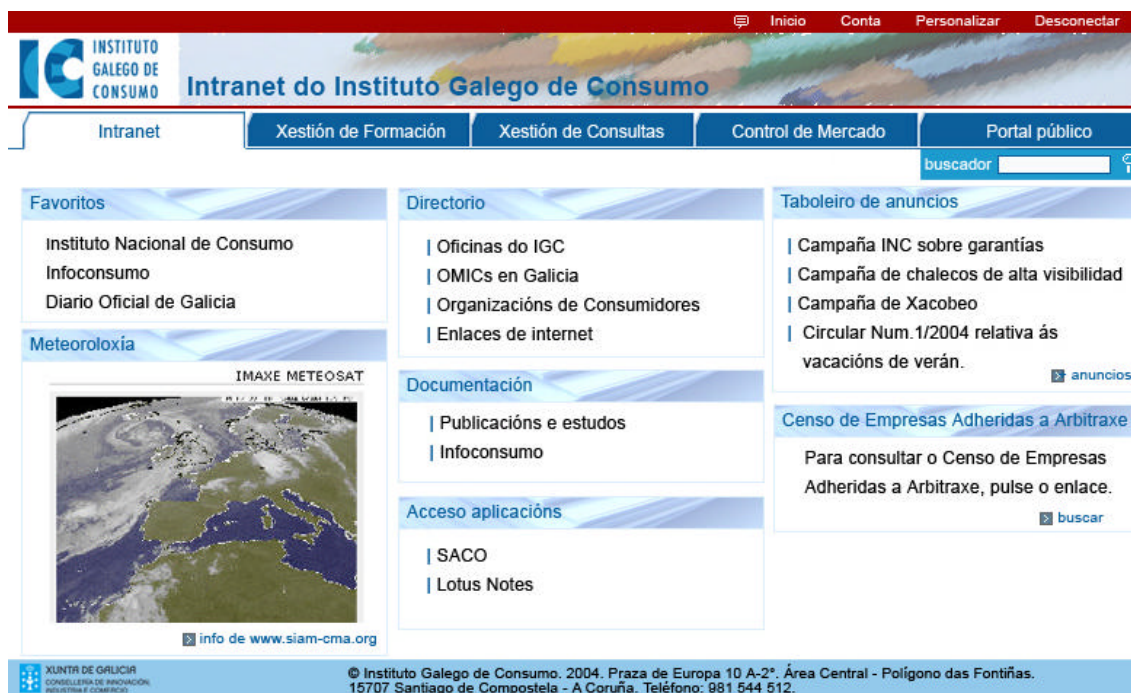 Inicio Conta Personalizar Desconectar
INSTITUTO
GALEGO DE
CONSUMO
Intranet do Instituto Galego de Consumo
Intranet Xestión de Formación Xestión de Consultas Control de Mercado Portal público
buscador
Favoritos
Instituto Nacional de Consumo
Infoconsumo
Diario Oficial de Galicia
Meteoroloxía
IMAXE METEOSAT
info de www.siam-cma.org
Directorio
Oficinas do IGC
OMICs en Galicia
Organizacións de Consumidores
Enlaces de internet
Documentación
Publicacións e estudos
Infoconsumo
Acceso aplicacións
SACO
Lotus Notes
Taboleiro de anuncios
Campaña INC sobre garantías
Campaña de chalecos de alta visibilidad
Campaña de Xacobeo
Circular Num.1/2004 relativa ás
vacacións de verán.
+ anuncios
Censo de Empresas Adheridas a Arbitraxe
Para consultar o Censo de Empresas
Adheridas a Arbitraxe, pulse o enlace.
buscar
XUNTA DE GALICIA
CONSELLERÍA DE INNOVACIÓN,
INDUSTRIA E COMERCIO
© Instituto Galego de Consumo. 2004. Praza de Europa 10 A-2°. Área Central - Polígono das Fontiñas.
15707 Santiago de Compostela - A Coruña. Teléfono: 981 544 512.